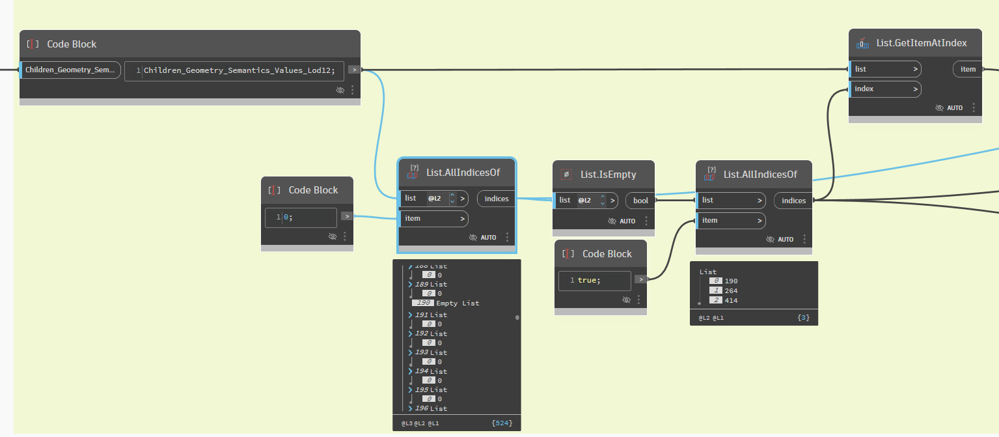 Code Block
Children_Geometry_Sem...
1 Children_Geometry_Semantics_Values_Lod12;
>
List.GetItemAtIndex
list >
item
index >
AUTO
Code Block
1 0;
>
List.AllIndicesOf
list @L2 >
indices
item >
AUTO
188 List
0 0
189 List
0 0
190 Empty List
191 List
0 0
192 List
0 0
193 List
0 0
194 List
0 0
195 List
0 0
196 List
@L3 @L2 @L1 {524}
List.IsEmpty
list @L2 >
bool
AUTO
Code Block
1 true;
>
List.AllIndicesOf
list >
indices
item >
AUTO
List
0 190
1 264
2 414
@L2 @L1 {3}